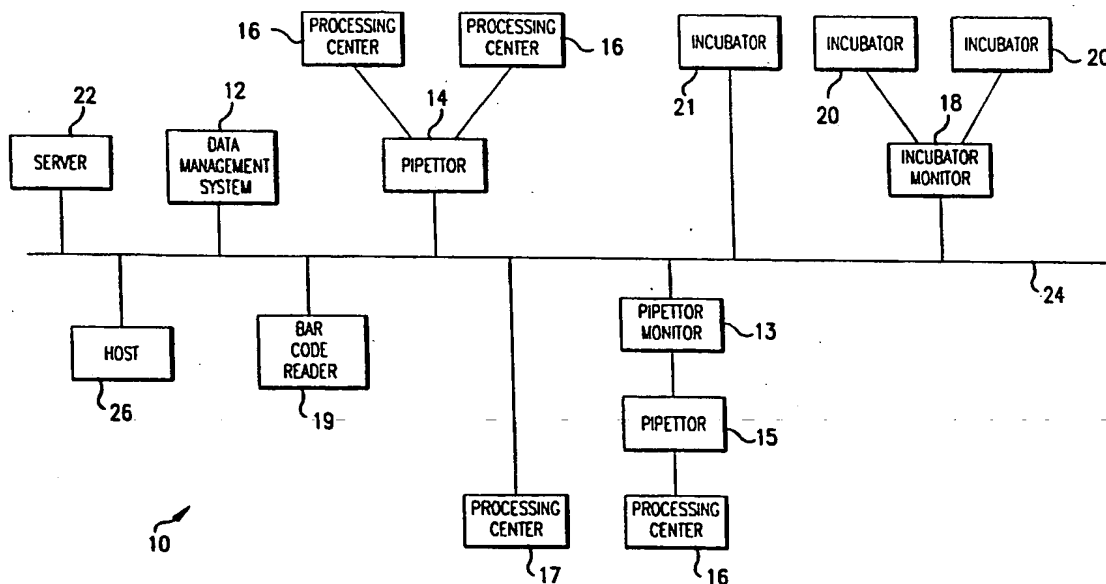 16
PROCESSING
CENTER
PROCESSING
CENTER
16
INCUBATOR
21
INCUBATOR
20
INCUBATOR
20
22
SERVER
12
DATA
MANAGEMENT
SYSTEM
14
PIPETTOR
18
INCUBATOR
MONITOR
24
HOST
26
BAR
CODE
READER
19
PIPETTOR
MONITOR
13
PIPETTOR
15
10
PROCESSING
CENTER
17
PROCESSING
CENTER
16